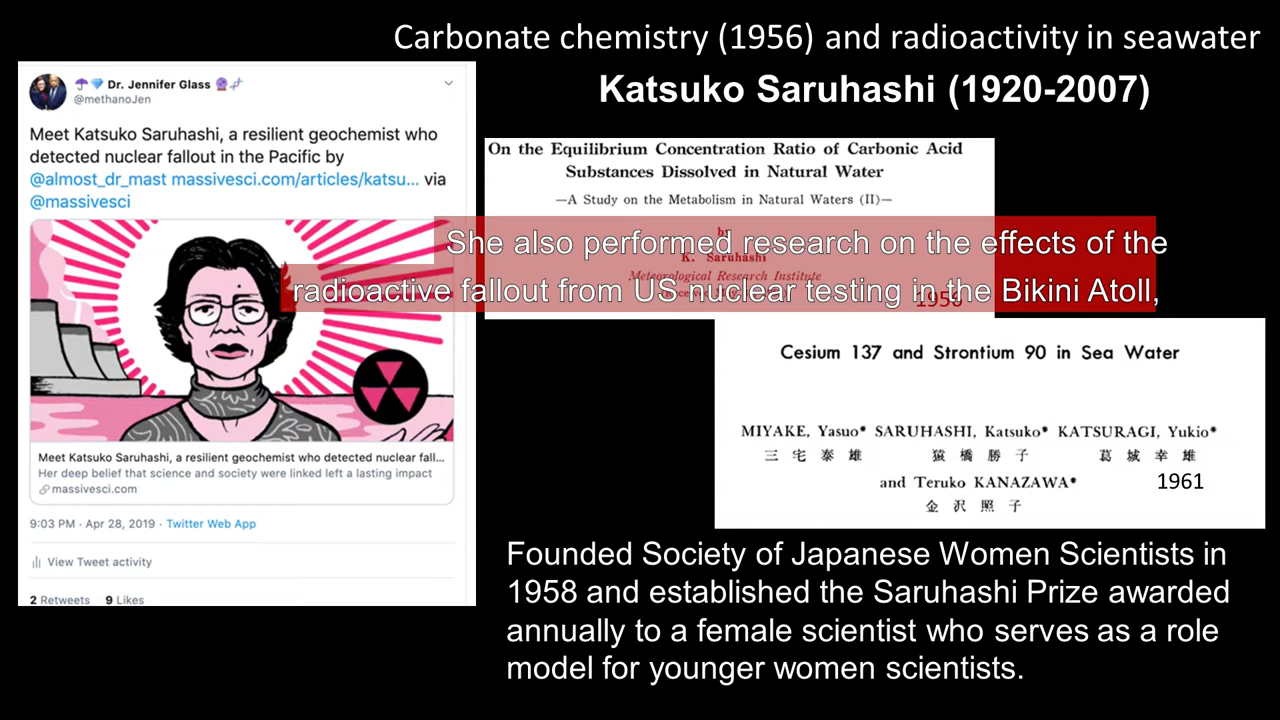 Carbonate chemistry (1956) and radioactivity in seawater
Katsuko Saruhashi (1920-2007)
Dr. Jennifer Glass
@methanoJen
Meet Katsuko Saruhashi, a resilient geochemist who
detected nuclear fallout in the Pacific by
@almost_dr_mast massivesci.com/articles/katsu... via
@massivesci
Meet Katsuko Saruhashi, a resilient geochemist who detected nuclear fall...
Her deep belief that science and society were linked left a lasting impact
massivesci.com
9:03 PM · Apr 28, 2019 · Twitter Web App
View Tweet activity
2 Retweets 9 Likes
On the Equilibrium Concentration Ratio of Carbonic Acid
Substances Dissolved in Natural Water
—A Study on the Metabolism in Natural Waters (II)—
by
K. Saruhashi
Meteorological Research Institute
1956
She also performed research on the effects of the
radioactive fallout from US nuclear testing in the Bikini Atoll,
Cesium 137 and Strontium 90 in Sea Water
MIYAKE, Yasuo* SARUHASHI, Katsuko* KATSURAGI, Yukio*
三宅泰雄 猿橋勝子 葛城幸雄
and Teruko KANAZAWA*
1961
金沢照子
Founded Society of Japanese Women Scientists in
1958 and established the Saruhashi Prize awarded
annually to a female scientist who serves as a role
model for younger women scientists.